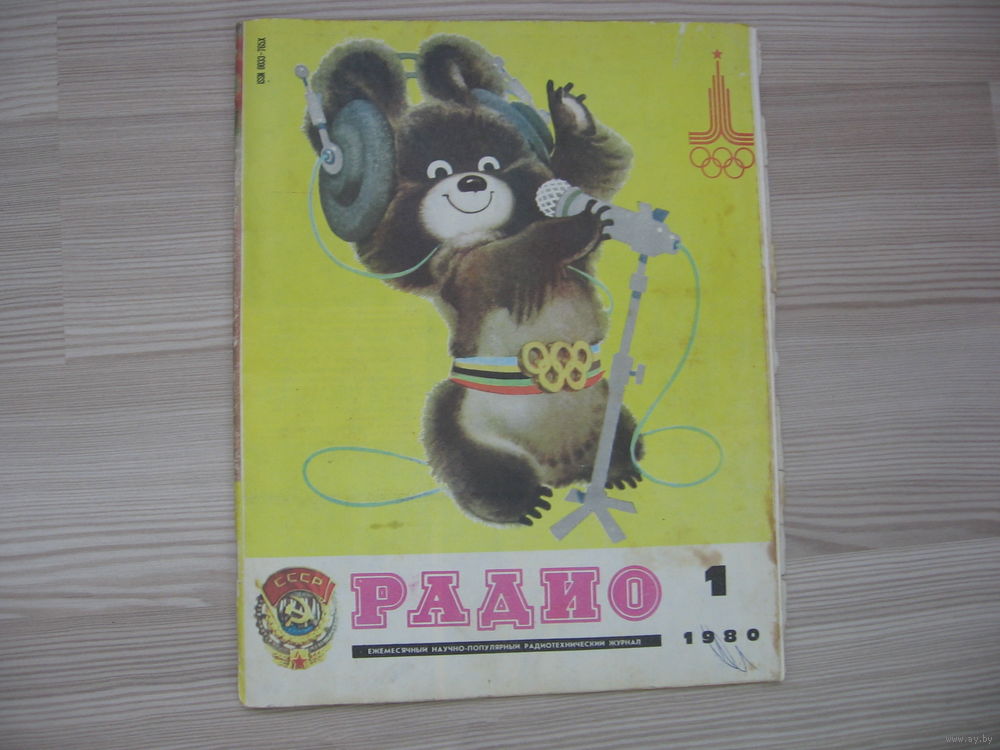 ISSN 0033-765X
СССР
РАДИО
1
ЕЖЕМЕСЯЧНЫЙ НАУЧНО-ПОПУЛЯРНЫЙ РАДИОТЕХНИЧЕСКИЙ ЖУРНАЛ
1980
www.ay.by